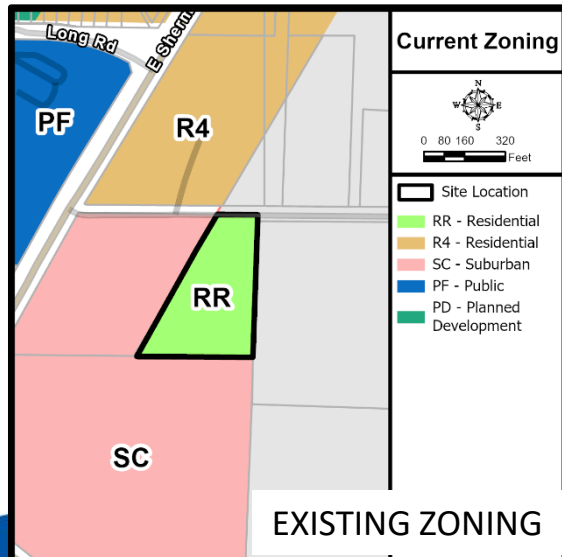 Long Rd
E Sherm
PF
R4
RR
SC
Current Zoning
N
W E
S
0 80 160 320
Feet
Site Location
RR - Residential
R4 - Residential
SC - Suburban
PF - Public
PD - Planned
Development
EXISTING ZONING